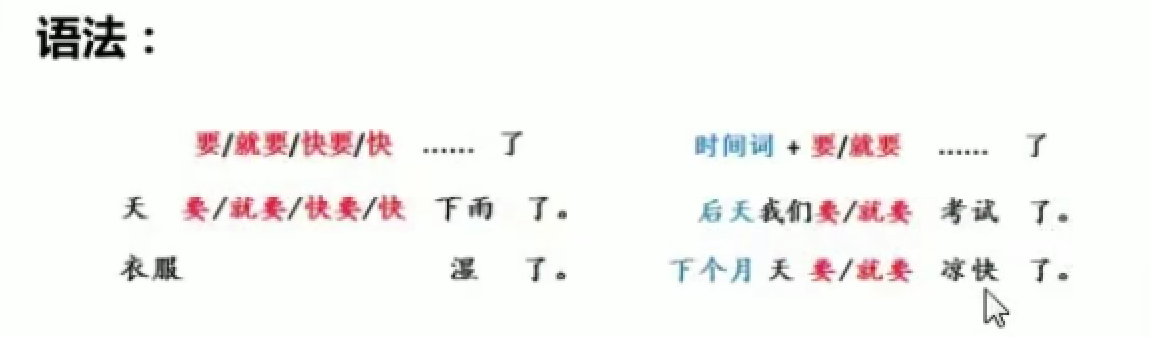 语法：
要/就要/快要/快 …… 了
天 要/就要/快要/快 下雨 了。
衣服 湿 了。
时间词 + 要/就要 …… 了
后天我们要/就要 考试 了。
下个月 天 要/就要 凉快 了。